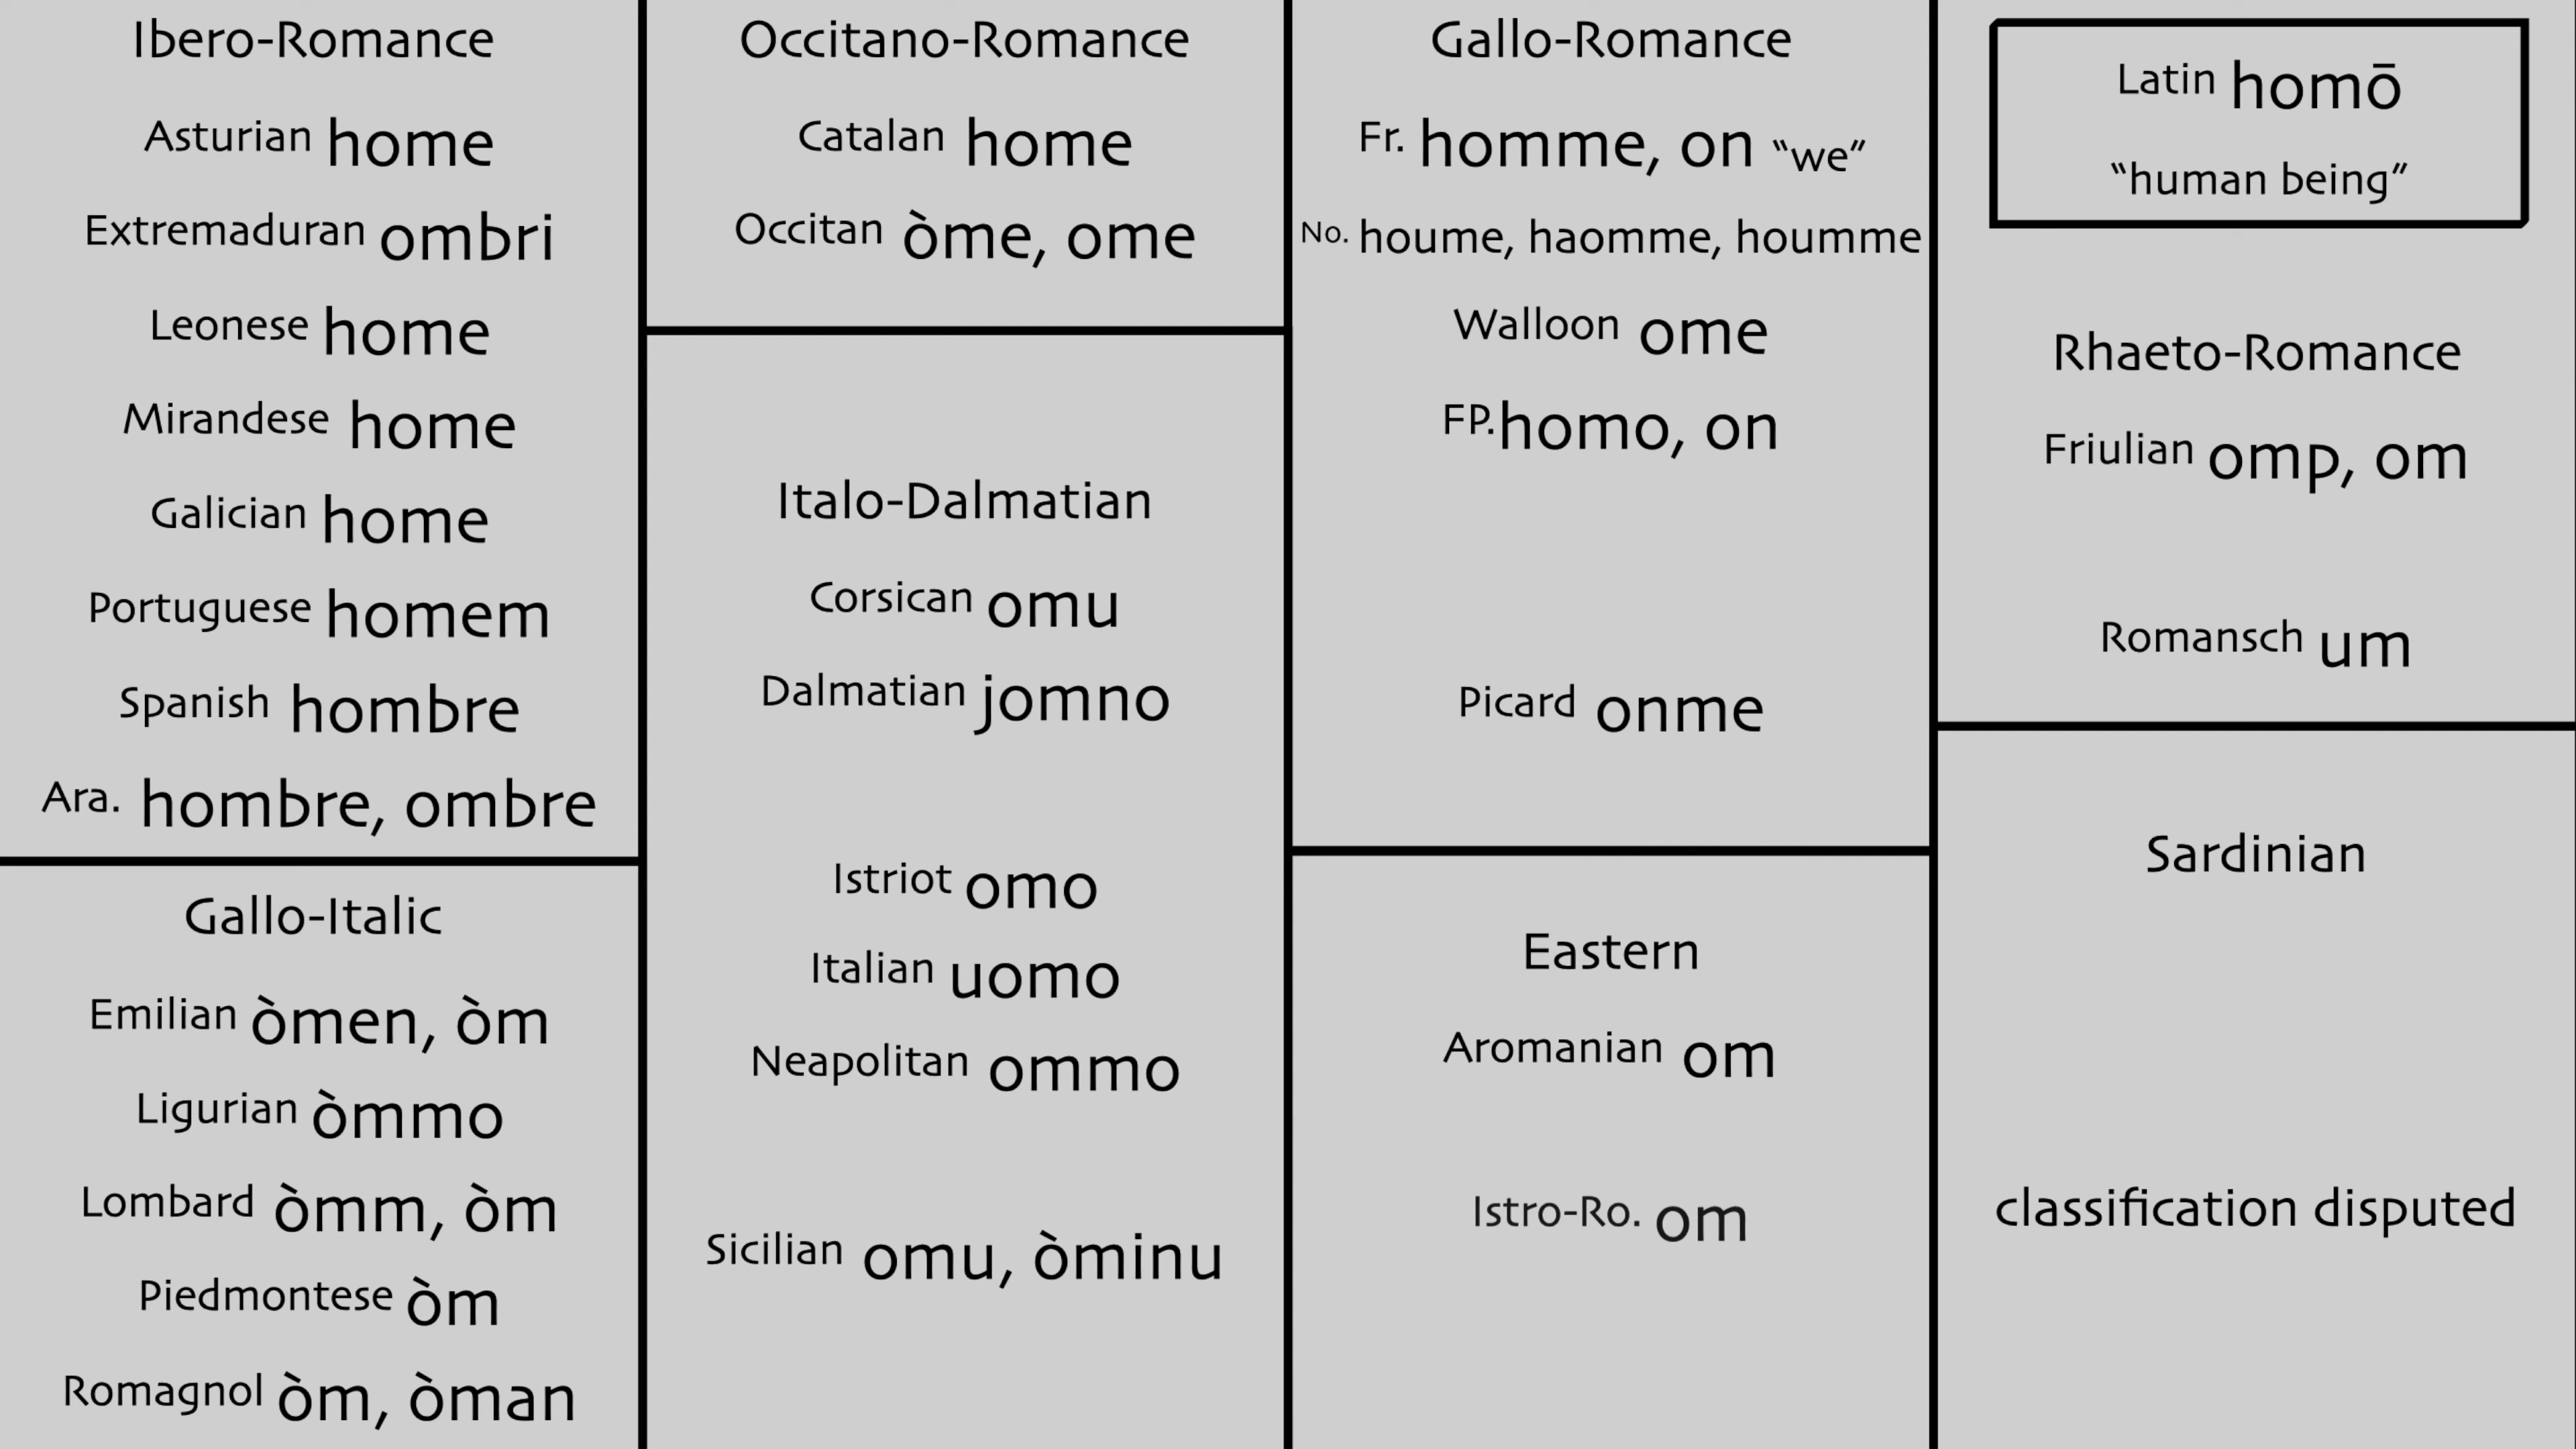 Ibero-Romance
Asturian home
Extremaduran ombri
Leonese home
Mirandese home
Galician home
Portuguese homem
Spanish hombre
Ara. hombre, ombre
Gallo-Italic
Emilian òmen, òm
Ligurian òmmo
Lombard òmm, òm
Piedmontese òm
Romagnol òm, òman
Occitano-Romance
Catalan home
Occitan òme, ome
Italo-Dalmatian
Corsican omu
Dalmatian jomno
Istriot omo
Italian uomo
Neapolitan ommo
Sicilian omu, òminu
Gallo-Romance
Fr. homme, on “we”
No. houme, haomme, houmme
Walloon ome
FP. homo, on
Picard onme
Eastern
Aromanian om
Istro-Ro. om
Latin homō
“human being”
Rhaeto-Romance
Friulian omp, om
Romansch um
Sardinian
classification disputed